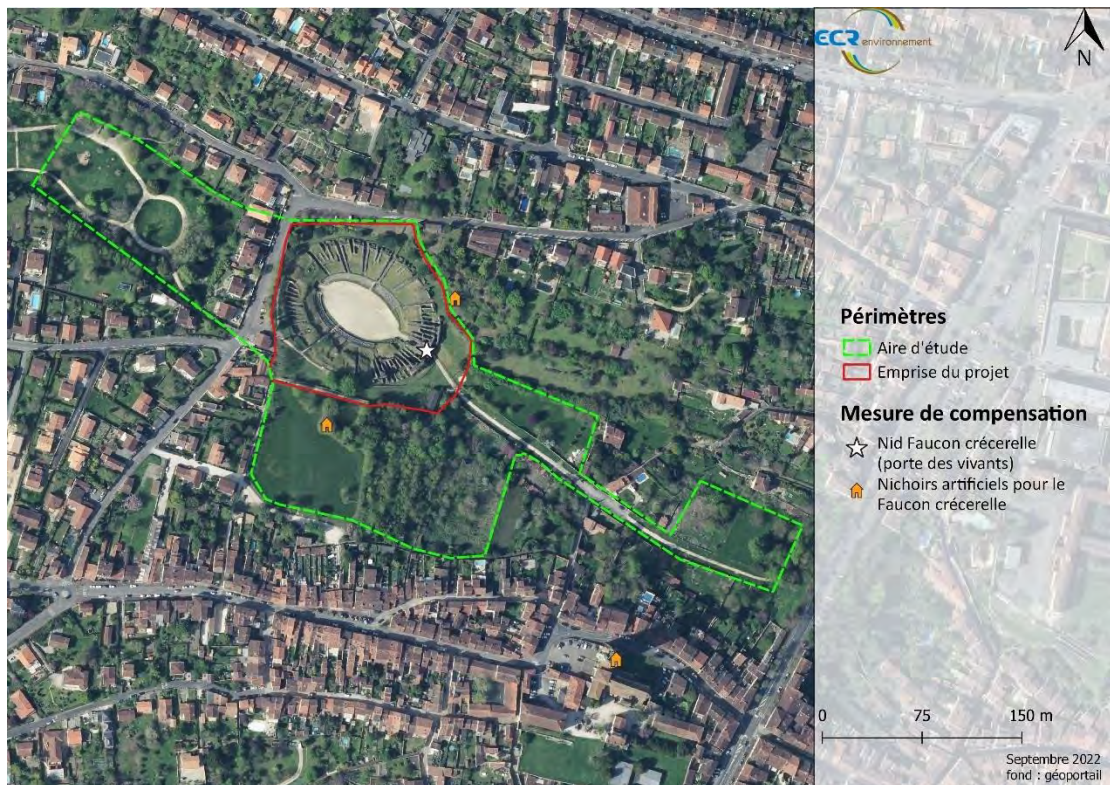 ECR environnement
N
Périmètres
Aire d'étude
Emprise du projet
Mesure de compensation
Nid Faucon crécerelle
(porte des vivants)
Nichoirs artificiels pour le
Faucon crécerelle
0 75 150 m
Septembre 2022
fond : géoportail